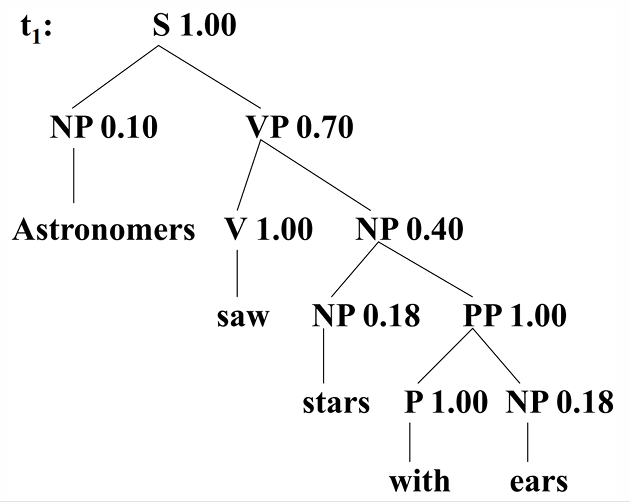 t1: S 1.00
NP 0.10 VP 0.70
Astronomers V 1.00 NP 0.40
saw NP 0.18 PP 1.00
stars P 1.00 NP 0.18
with ears